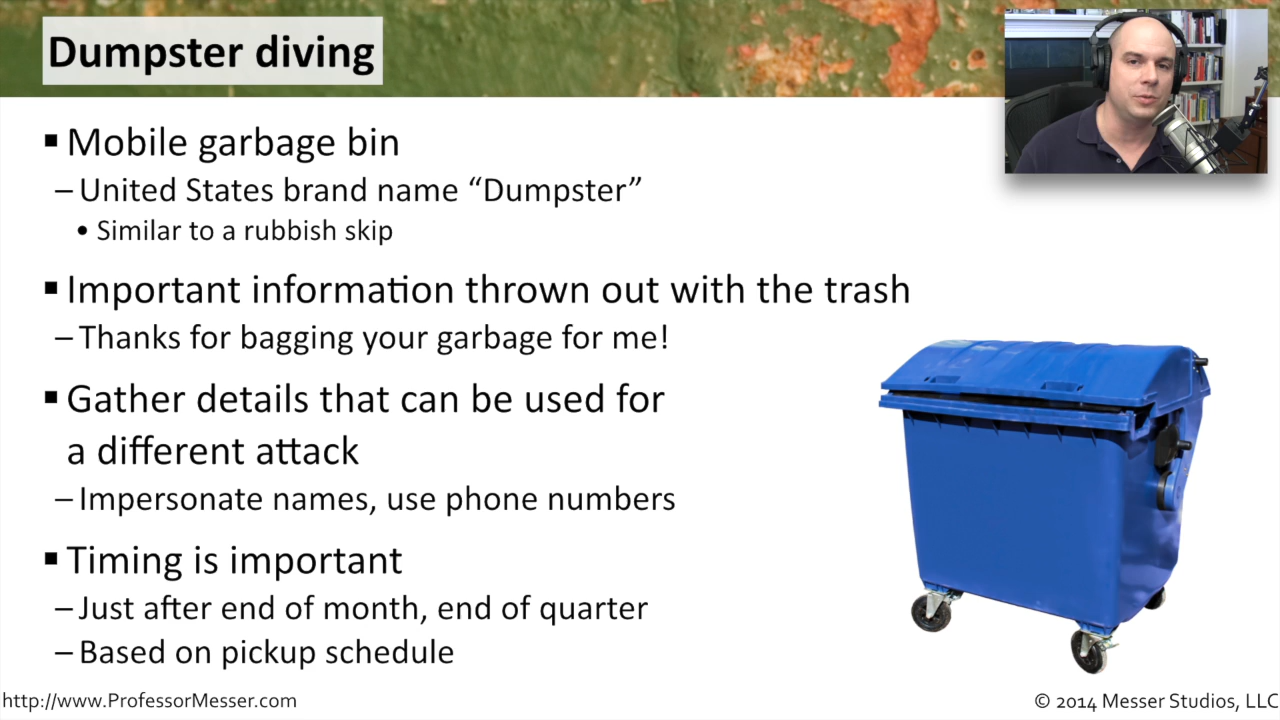 Dumpster diving
▪ Mobile garbage bin
– United States brand name “Dumpster”
• Similar to a rubbish skip
▪ Important information thrown out with the trash
– Thanks for bagging your garbage for me!
▪ Gather details that can be used for
a different attack
– Impersonate names, use phone numbers
▪ Timing is important
– Just after end of month, end of quarter
– Based on pickup schedule
http://www.ProfessorMesser.com
© 2014 Messer Studios, LLC